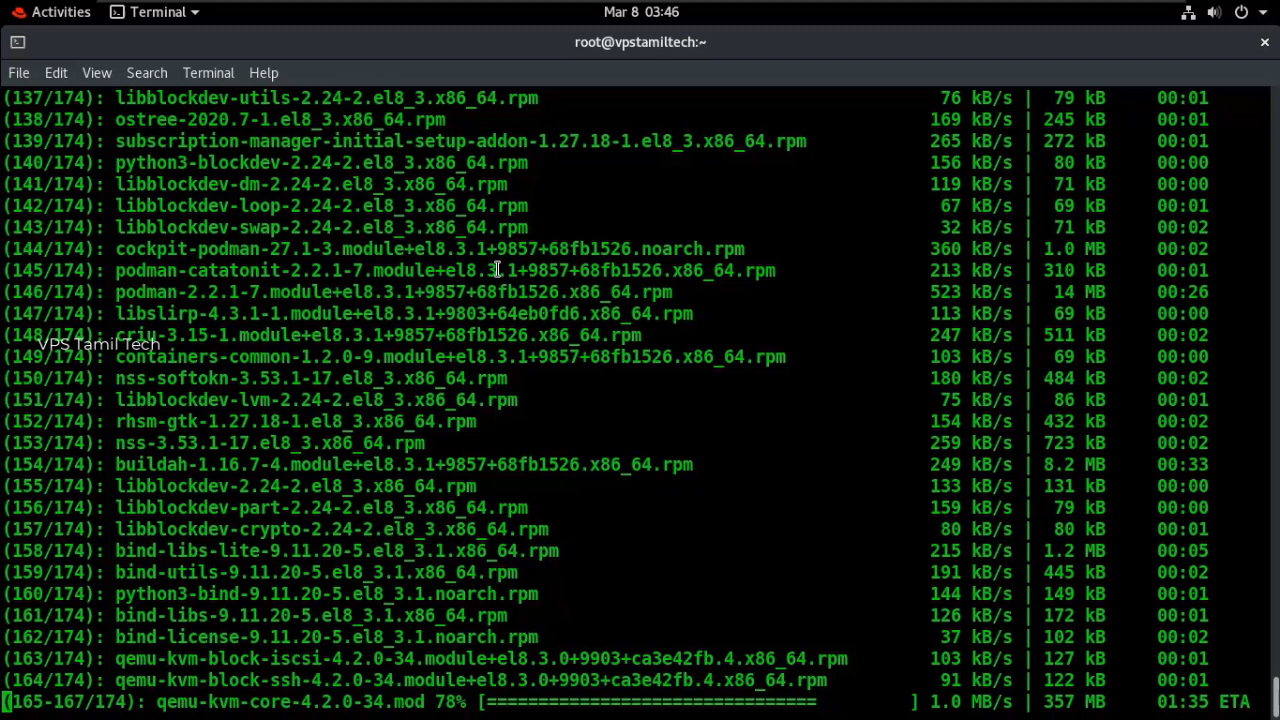 Activities Terminal Mar 8 03:46
root@vpstamiltech:~ ×
File Edit View Search Terminal Help
(137/174): libblockdev-utils-2.24-2.el8_3.x86_64.rpm 76 kB/s | 79 kB 00:01
(138/174): ostree-2020.7-1.el8_3.x86_64.rpm 169 kB/s | 245 kB 00:01
(139/174): subscription-manager-initial-setup-addon-1.27.18-1.el8_3.x86_64.rpm 265 kB/s | 272 kB 00:01
(140/174): python3-blockdev-2.24-2.el8_3.x86_64.rpm 156 kB/s | 80 kB 00:00
(141/174): libblockdev-dm-2.24-2.el8_3.x86_64.rpm 119 kB/s | 71 kB 00:00
(142/174): libblockdev-loop-2.24-2.el8_3.x86_64.rpm 67 kB/s | 69 kB 00:01
(143/174): libblockdev-swap-2.24-2.el8_3.x86_64.rpm 32 kB/s | 71 kB 00:02
(144/174): cockpit-podman-27.1-3.module+el8.3.1+9857+68fb1526.noarch.rpm 360 kB/s | 1.0 MB 00:02
(145/174): podman-catatonit-2.2.1-7.module+el8.3.1+9857+68fb1526.x86_64.rpm 213 kB/s | 310 kB 00:01
(146/174): podman-2.2.1-7.module+el8.3.1+9857+68fb1526.x86_64.rpm 523 kB/s | 14 MB 00:26
(147/174): libslirp-4.3.1-1.module+el8.3.1+9803+64eb0fd6.x86_64.rpm 113 kB/s | 69 kB 00:00
(148/174): criu-3.15-1.module+el8.3.1+9857+68fb1526.x86_64.rpm 247 kB/s | 511 kB 00:02
VPS Tamil Tech
(149/174): containers-common-1.2.0-9.module+el8.3.1+9857+68fb1526.x86_64.rpm 103 kB/s | 69 kB 00:00
(150/174): nss-softokn-3.53.1-17.el8_3.x86_64.rpm 180 kB/s | 484 kB 00:02
(151/174): libblockdev-lvm-2.24-2.el8_3.x86_64.rpm 75 kB/s | 86 kB 00:01
(152/174): rhsm-gtk-1.27.18-1.el8_3.x86_64.rpm 154 kB/s | 432 kB 00:02
(153/174): nss-3.53.1-17.el8_3.x86_64.rpm 259 kB/s | 723 kB 00:02
(154/174): buildah-1.16.7-4.module+el8.3.1+9857+68fb1526.x86_64.rpm 249 kB/s | 8.2 MB 00:33
(155/174): libblockdev-2.24-2.el8_3.x86_64.rpm 133 kB/s | 131 kB 00:00
(156/174): libblockdev-part-2.24-2.el8_3.x86_64.rpm 159 kB/s | 79 kB 00:00
(157/174): libblockdev-crypto-2.24-2.el8_3.x86_64.rpm 80 kB/s | 80 kB 00:01
(158/174): bind-libs-lite-9.11.20-5.el8_3.1.x86_64.rpm 215 kB/s | 1.2 MB 00:05
(159/174): bind-utils-9.11.20-5.el8_3.1.x86_64.rpm 191 kB/s | 445 kB 00:02
(160/174): python3-bind-9.11.20-5.el8_3.1.noarch.rpm 144 kB/s | 149 kB 00:01
(161/174): bind-libs-9.11.20-5.el8_3.1.x86_64.rpm 126 kB/s | 172 kB 00:01
(162/174): bind-license-9.11.20-5.el8_3.1.noarch.rpm 37 kB/s | 102 kB 00:02
(163/174): qemu-kvm-block-iscsi-4.2.0-34.module+el8.3.0+9903+ca3e42fb.4.x86_64.rpm 103 kB/s | 127 kB 00:01
(164/174): qemu-kvm-block-ssh-4.2.0-34.module+el8.3.0+9903+ca3e42fb.4.x86_64.rpm 91 kB/s | 122 kB 00:01
(165-167/174): qemu-kvm-core-4.2.0-34.mod 78% [================================ ] 1.0 MB/s | 357 MB 01:35 ETA